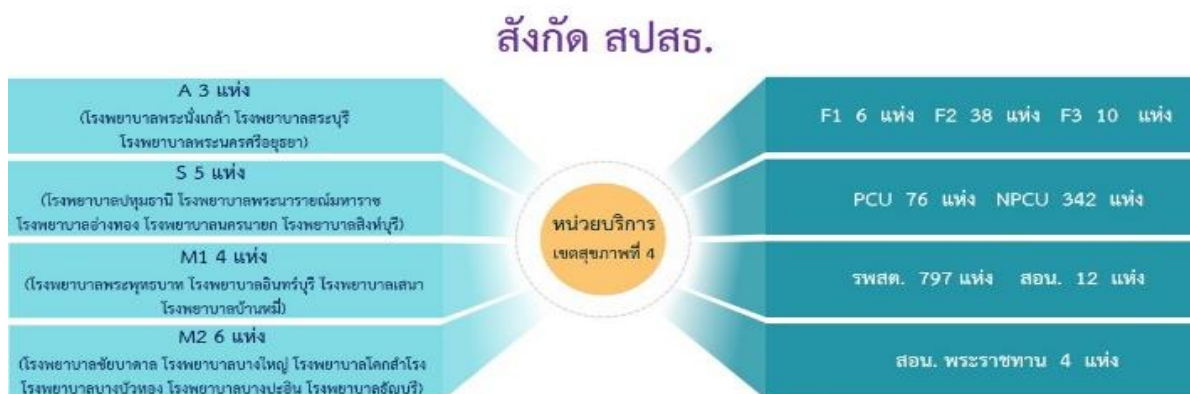 สังกัด สปสธ.
A 3 แห่ง
(โรงพยาบาลพระนั่งเกล้า โรงพยาบาลสระบุรี
โรงพยาบาลพระนครศรีอยุธยา)
S 5 แห่ง
(โรงพยาบาลปทุมธานี โรงพยาบาลพระนารายณ์มหาราช
โรงพยาบาลอ่างทอง โรงพยาบาลนครนายก โรงพยาบาลสิงห์บุรี)
M1 4 แห่ง
(โรงพยาบาลพระพุทธบาท โรงพยาบาลอินทร์บุรี โรงพยาบาลเสนา
โรงพยาบาลบ้านหมี่)
M2 6 แห่ง
(โรงพยาบาลชัยบาดาล โรงพยาบาลบางใหญ่ โรงพยาบาลโคกสำโรง
โรงพยาบาลบางบัวทอง โรงพยาบาลบางปะอิน โรงพยาบาลธัญบุรี)
หน่วยบริการ
เขตสุขภาพที่ 4
F1 6 แห่ง F2 38 แห่ง F3 10 แห่ง
PCU 76 แห่ง NPCU 342 แห่ง
รพสต. 797 แห่ง สอน. 12 แห่ง
สอน. พระราชทาน 4 แห่ง